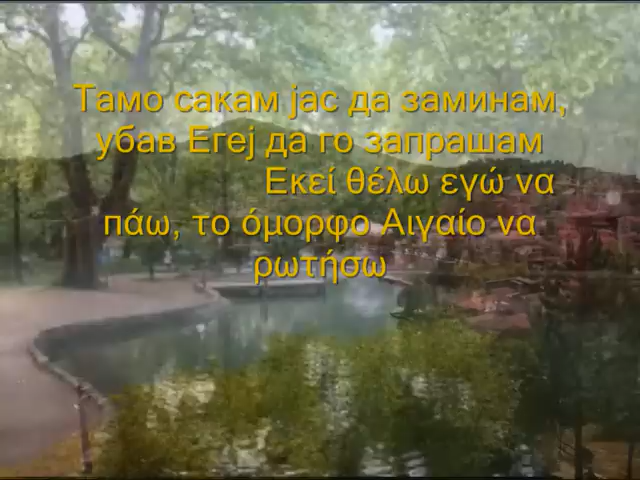 Тамо сакам јас да заминам,
убав Егеј да го запрашам
Εκεί θέλω εγώ να
πάω, το όμορφο Αιγαίο να
ρωτήσω